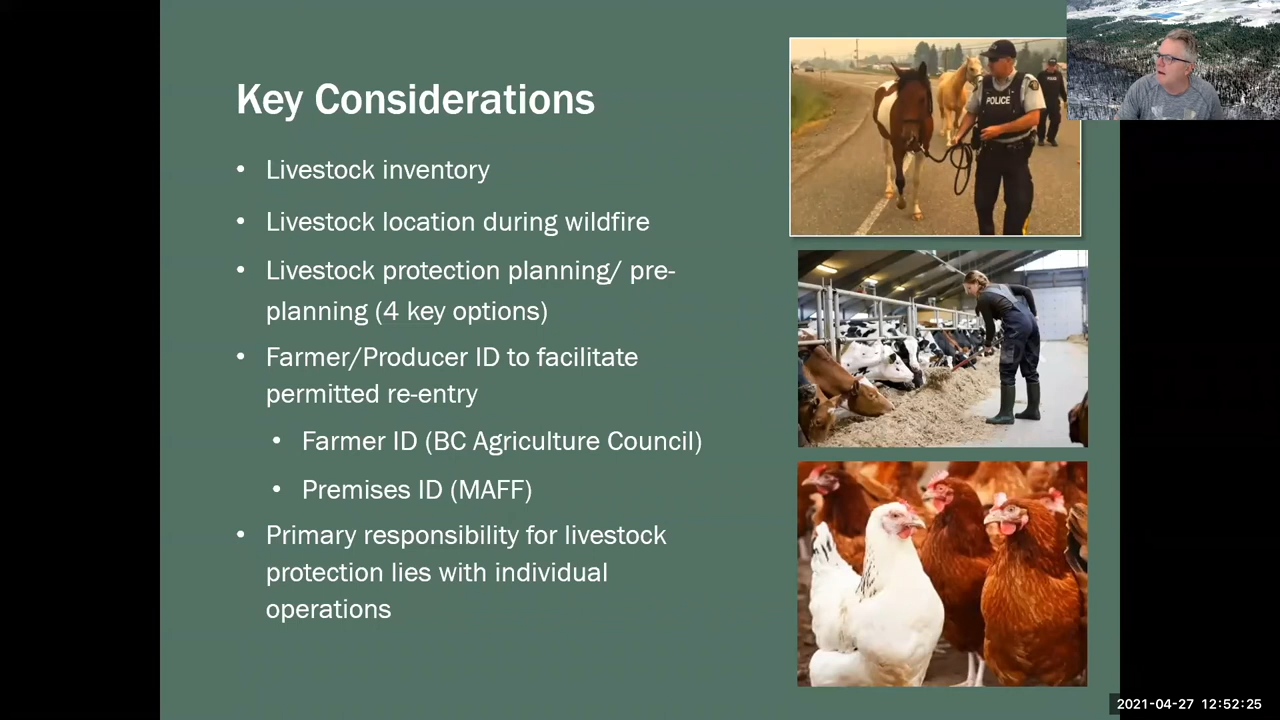 Key Considerations
• Livestock inventory
• Livestock location during wildfire
• Livestock protection planning/ pre-
planning (4 key options)
• Farmer/Producer ID to facilitate
permitted re-entry
• Farmer ID (BC Agriculture Council)
• Premises ID (MAFF)
• Primary responsibility for livestock
protection lies with individual
operations
POLICE
2021-04-27 12:52:25